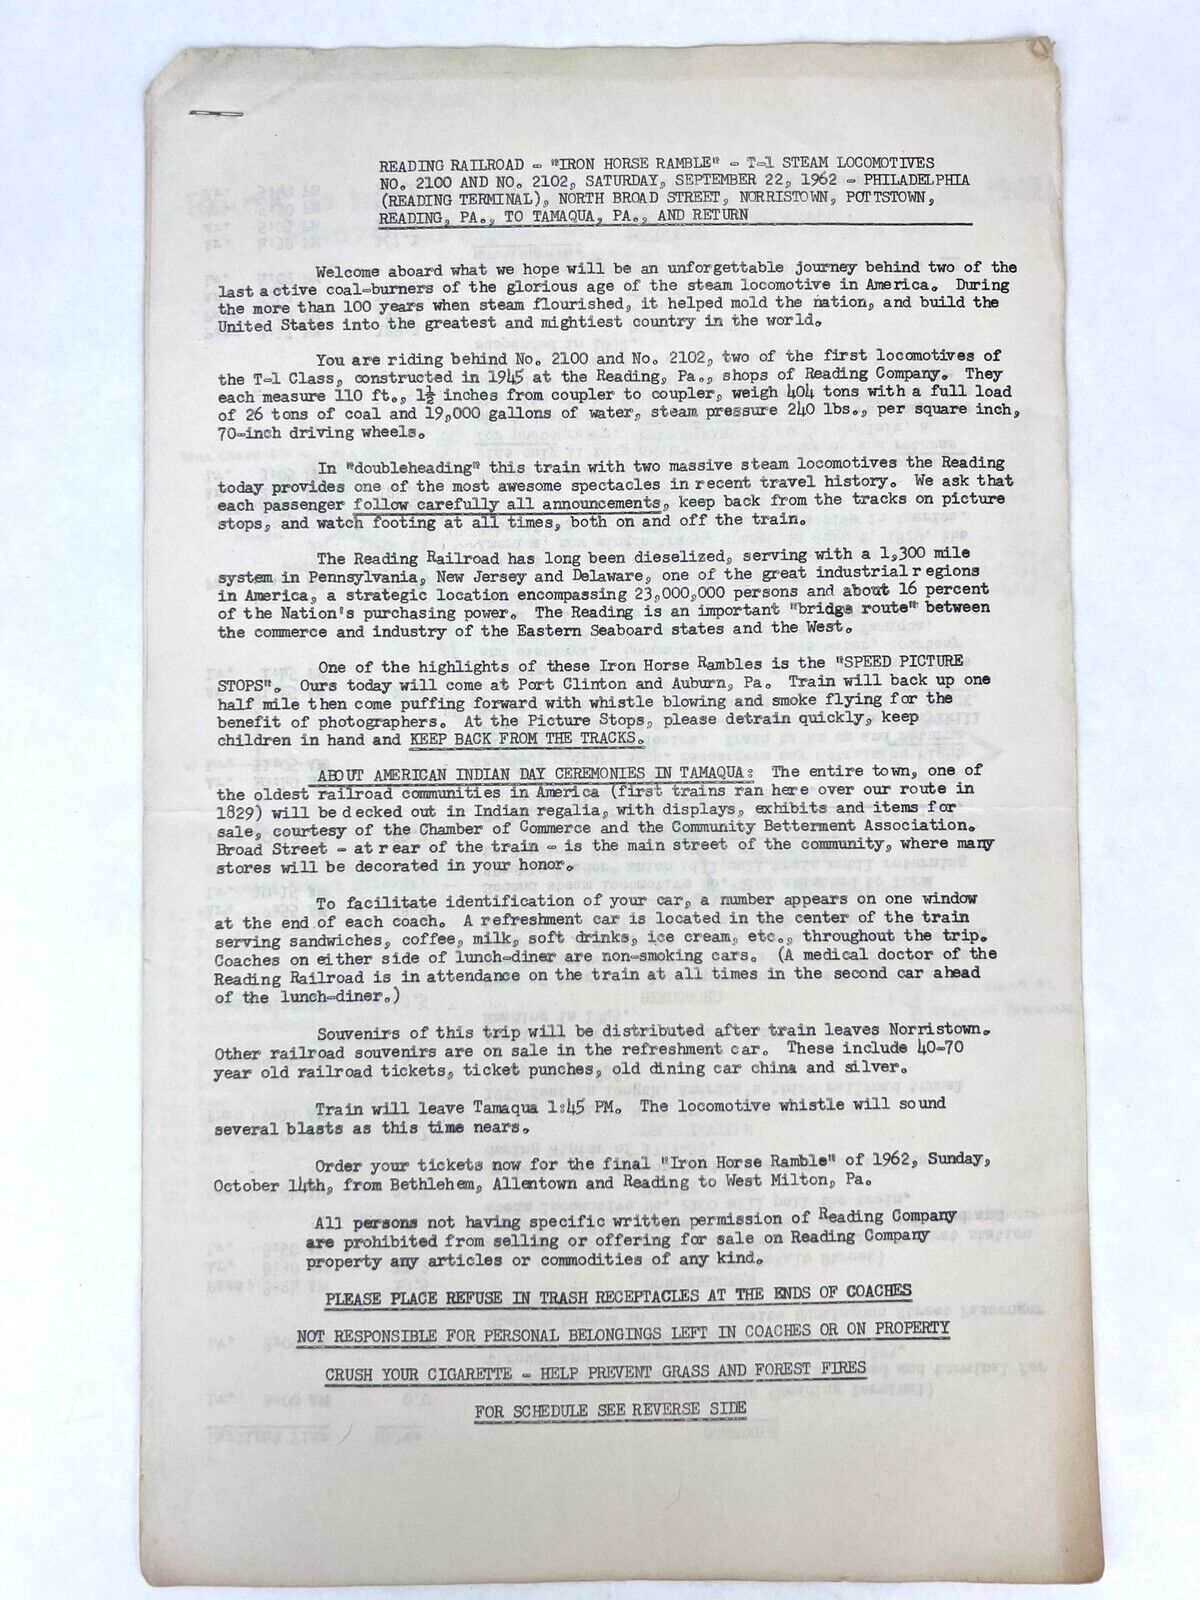 READING RAILROAD - "IRON HORSE RAMBLE" - T-1 STEAM LOCOMOTIVES
NO. 2100 AND NO. 2102, SATURDAY, SEPTEMBER 22, 1962 - PHILADELPHIA
(READING TERMINAL), NORTH BROAD STREET, NORRISTOWN, POTTSTOWN,
READING, PA., TO TAMAQUA, PA., AND RETURN
Welcome aboard what we hope will be an unforgettable journey behind two of the
last active coal-burners of the glorious age of the steam locomotive in America. During
the more than 100 years when steam flourished, it helped mold the nation, and build the
United States into the greatest and mightiest country in the world.
You are riding behind No. 2100 and No. 2102, two of the first locomotives of
the T-1 Class, constructed in 1945 at the Reading, Pa., shops of Reading Company. They
each measure 110 ft., 1½ inches from coupler to coupler, weigh 404 tons with a full load
of 26 tons of coal and 19,000 gallons of water, steam pressure 240 lbs., per square inch,
70-inch driving wheels.
In "doubleheading" this train with two massive steam locomotives the Reading
today provides one of the most awesome spectacles in recent travel history. We ask that
each passenger follow carefully all announcements, keep back from the tracks on picture
stops, and watch footing at all times, both on and off the train.
The Reading Railroad has long been dieselized, serving with a 1,300 mile
system in Pennsylvania, New Jersey and Delaware, one of the great industrial regions
in America, a strategic location encompassing 23,000,000 persons and about 16 percent
of the Nation's purchasing power. The Reading is an important "bridge route" between
the commerce and industry of the Eastern Seaboard states and the West.
One of the highlights of these Iron Horse Rambles is the "SPEED PICTURE
STOPS". Ours today will come at Port Clinton and Auburn, Pa. Train will back up one
half mile then come puffing forward with whistle blowing and smoke flying for the
benefit of photographers. At the Picture Stops, please detrain quickly, keep
children in hand and KEEP BACK FROM THE TRACKS.
ABOUT AMERICAN INDIAN DAY CEREMONIES IN TAMAQUA: The entire town, one of
the oldest railroad communities in America (first trains ran here over our route in
1829) will be decked out in Indian regalia, with displays, exhibits and items for
sale, courtesy of the Chamber of Commerce and the Community Betterment Association.
Broad Street - at rear of the train - is the main street of the community, where many
stores will be decorated in your honor.
To facilitate identification of your car, a number appears on one window
at the end of each coach. A refreshment car is located in the center of the train
serving sandwiches, coffee, milk, soft drinks, ice cream, etc., throughout the trip.
Coaches on either side of lunch-diner are non-smoking cars. (A medical doctor of the
Reading Railroad is in attendance on the train at all times in the second car ahead
of the lunch-diner.)
Souvenirs of this trip will be distributed after train leaves Norristown.
Other railroad souvenirs are on sale in the refreshment car. These include 40-70
year old railroad tickets, ticket punches, old dining car china and silver.
Train will leave Tamaqua 1:45 PM. The locomotive whistle will sound
several blasts as this time nears.
Order your tickets now for the final "Iron Horse Ramble" of 1962, Sunday,
October 14th, from Bethlehem, Allentown and Reading to West Milton, Pa.
All persons not having specific written permission of Reading Company
are prohibited from selling or offering for sale on Reading Company
property any articles or commodities of any kind.
PLEASE PLACE REFUSE IN TRASH RECEPTACLES AT THE ENDS OF COACHES
NOT RESPONSIBLE FOR PERSONAL BELONGINGS LEFT IN COACHES OR ON PROPERTY
CRUSH YOUR CIGARETTE - HELP PREVENT GRASS AND FOREST FIRES
FOR SCHEDULE SEE REVERSE SIDE